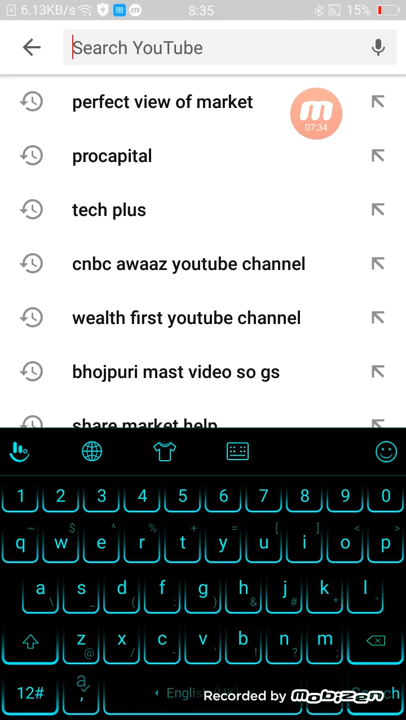 6.13KB/s 8:35 15%
Search YouTube
perfect view of market
m
07:34
procapital
tech plus
cnbc awaaz youtube channel
wealth first youtube channel
bhojpuri mast video so gs
share market help
1 2 3 4 5 6 7 8 9 0
~ $ ^ % + = [ ] < >
q w e r t y u i o p
a s d f g h j k l
_ ( : & # *
z x c v b n m
@ / - ' " ! ? ;
12# , English
Recorded by mobizen